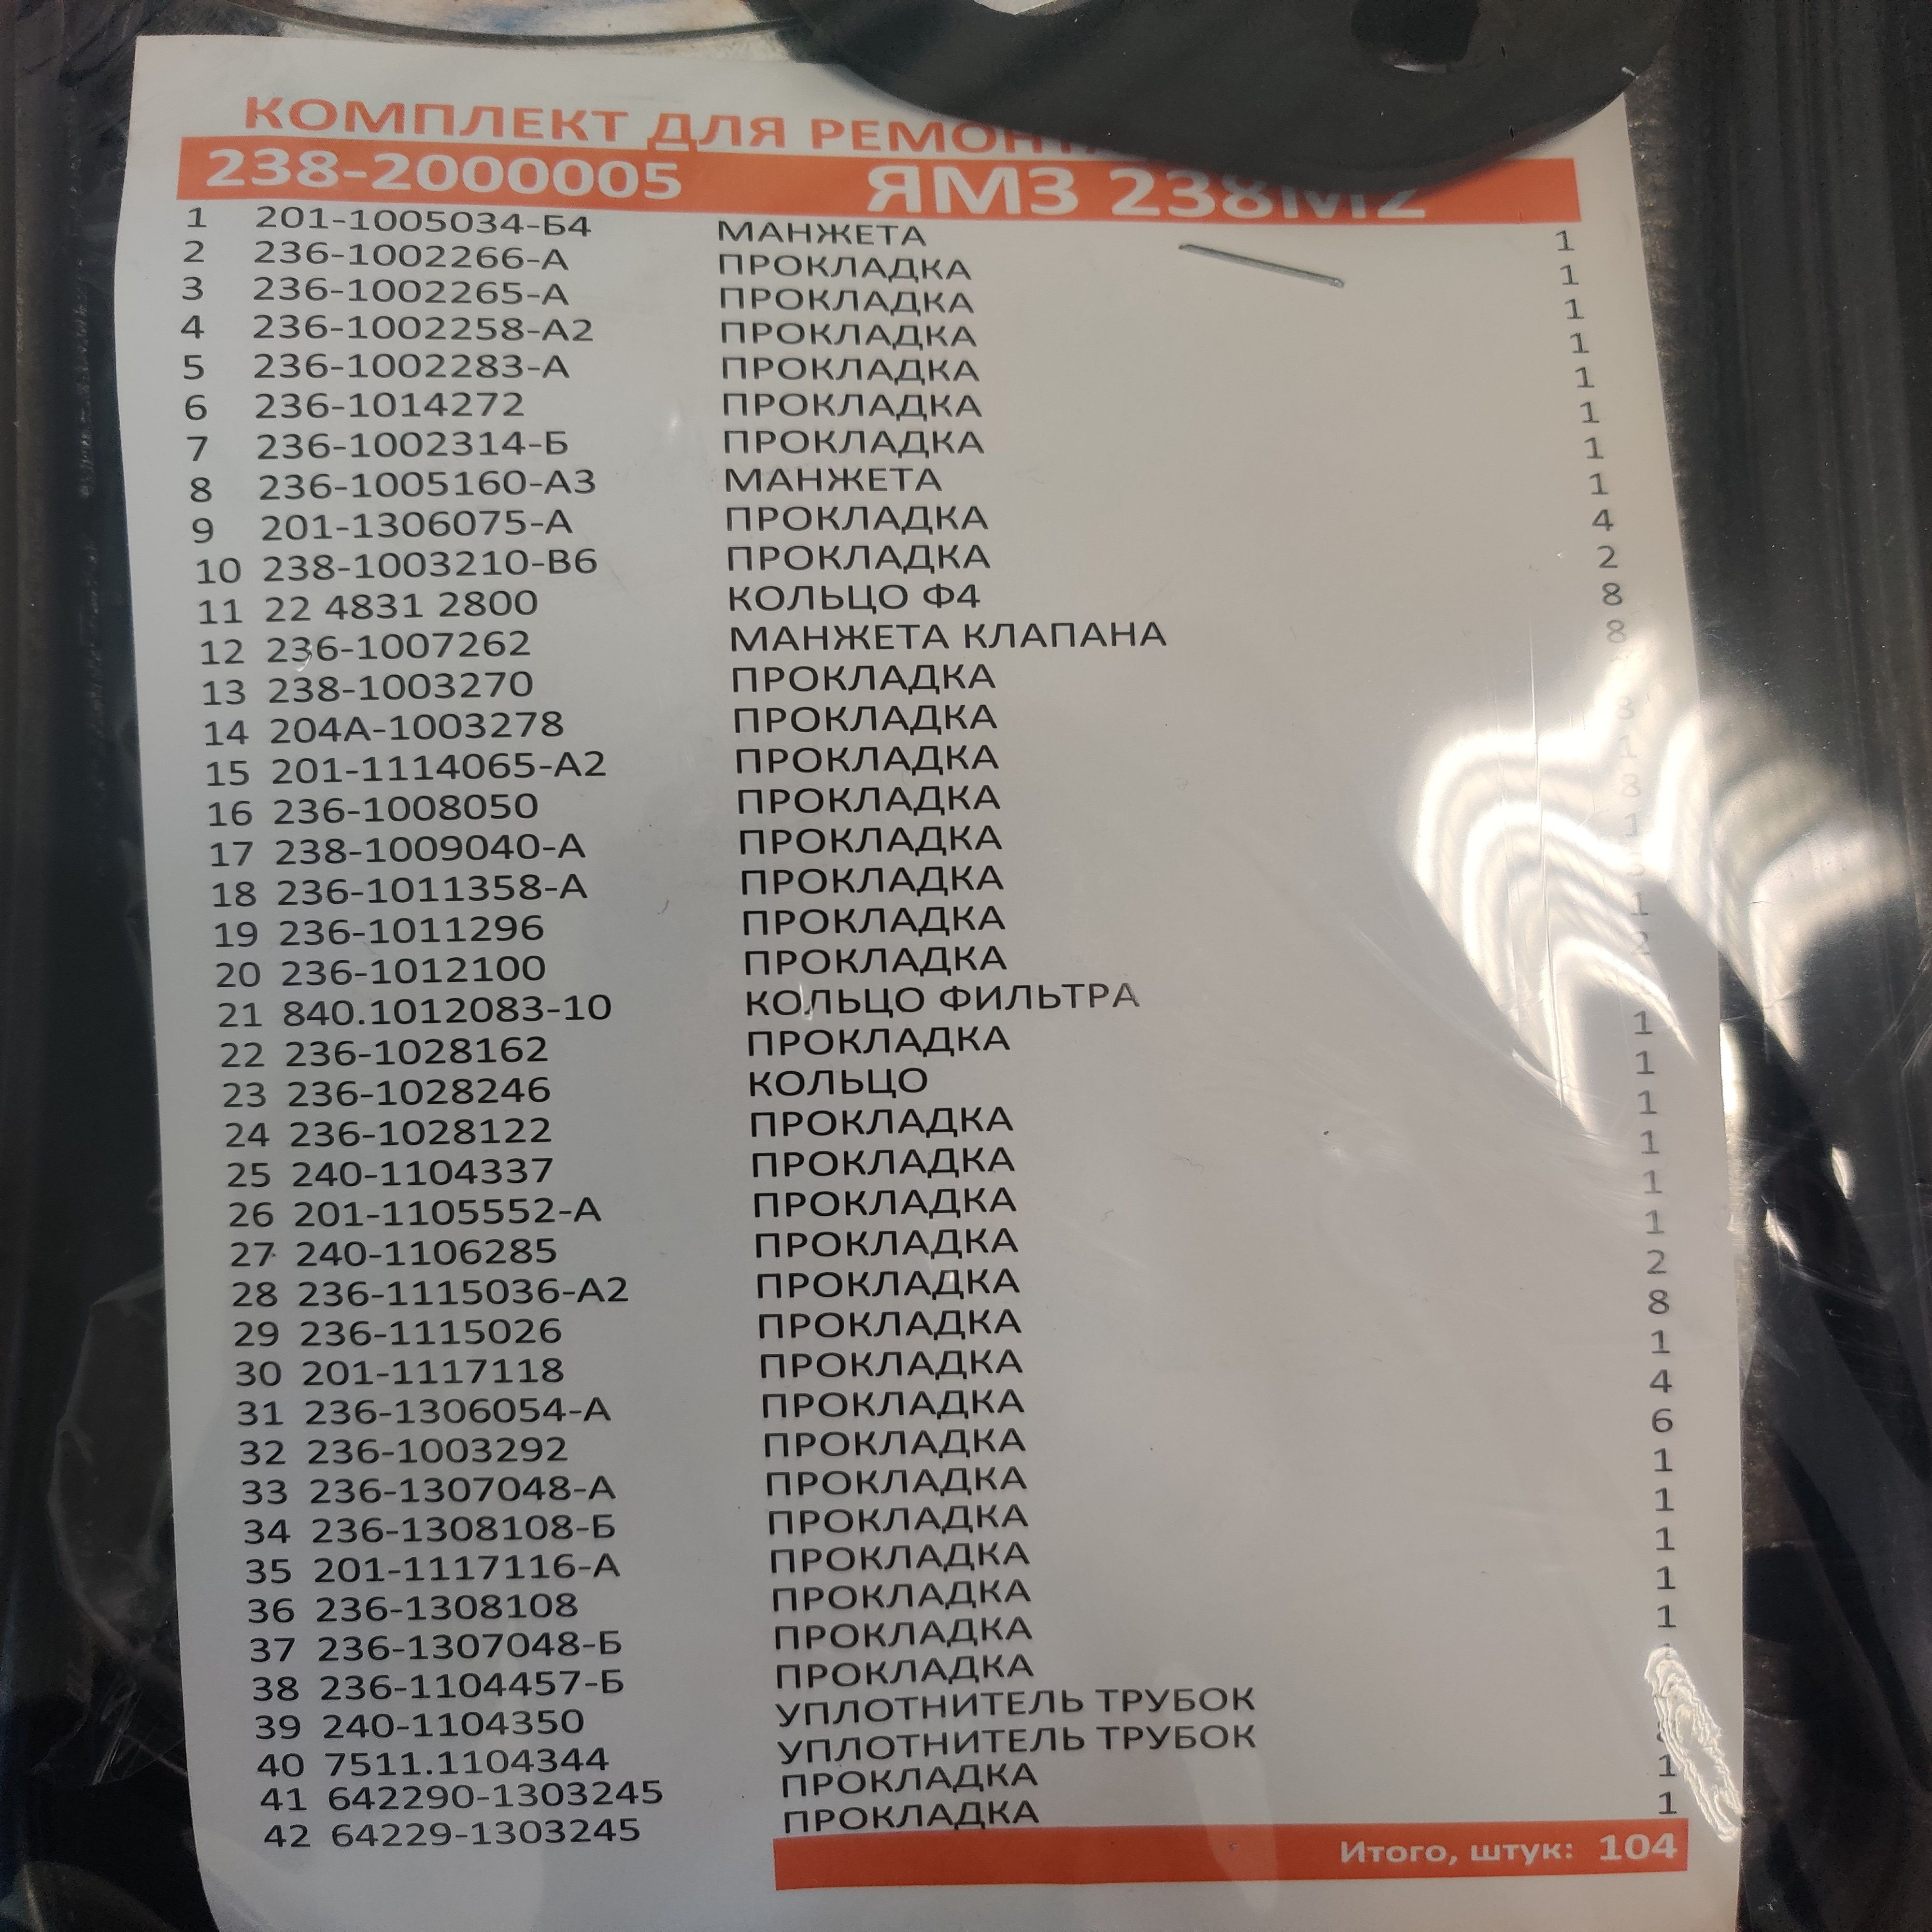 КОМПЛЕКТ ДЛЯ
238-2000005 ЯМЗ 238М2
1 201-1005034-Б4 МАНЖЕТА 1
2 236-1002266-А ПРОКЛАДКА 1
3 236-1002265-А ПРОКЛАДКА 1
4 236-1002258-А2 ПРОКЛАДКА 1
5 236-1002283-А ПРОКЛАДКА 1
6 236-1014272 ПРОКЛАДКА 1
7 236-1002314-Б ПРОКЛАДКА 1
8 236-1005160-А3 МАНЖЕТА 1
9 201-1306075-А ПРОКЛАДКА 4
10 238-1003210-В6 ПРОКЛАДКА 2
11 22 4831 2800 КОЛЬЦО Ф4 8
12 236-1007262 МАНЖЕТА КЛАПАНА 8
13 238-1003270 ПРОКЛАДКА
14 204А-1003278 ПРОКЛАДКА
15 201-1114065-А2 ПРОКЛАДКА
16 236-1008050 ПРОКЛАДКА
17 238-1009040-А ПРОКЛАДКА
18 236-1011358-А ПРОКЛАДКА
19 236-1011296 ПРОКЛАДКА 1
20 236-1012100 ПРОКЛАДКА 2
21 840.1012083-10 КОЛЬЦО ФИЛЬТРА
22 236-1028162 ПРОКЛАДКА 1
23 236-1028246 КОЛЬЦО 1
24 236-1028122 ПРОКЛАДКА 1
25 240-1104337 ПРОКЛАДКА 1
26 201-1105552-А ПРОКЛАДКА 1
27 240-1106285 ПРОКЛАДКА 1
28 236-1115036-А2 ПРОКЛАДКА 2
29 236-1115026 ПРОКЛАДКА 8
30 201-1117118 ПРОКЛАДКА 1
31 236-1306054-А ПРОКЛАДКА 4
32 236-1003292 ПРОКЛАДКА 6
33 236-1307048-А ПРОКЛАДКА 1
34 236-1308108-Б ПРОКЛАДКА 1
35 201-1117116-А ПРОКЛАДКА 1
36 236-1308108 ПРОКЛАДКА 1
37 236-1307048-Б ПРОКЛАДКА 1
38 236-1104457-Б ПРОКЛАДКА
39 240-1104350 УПЛОТНИТЕЛЬ ТРУБОК
40 7511.1104344 УПЛОТНИТЕЛЬ ТРУБОК
41 642290-1303245 ПРОКЛАДКА 1
42 64229-1303245 ПРОКЛАДКА 1
Итого, штук: 104